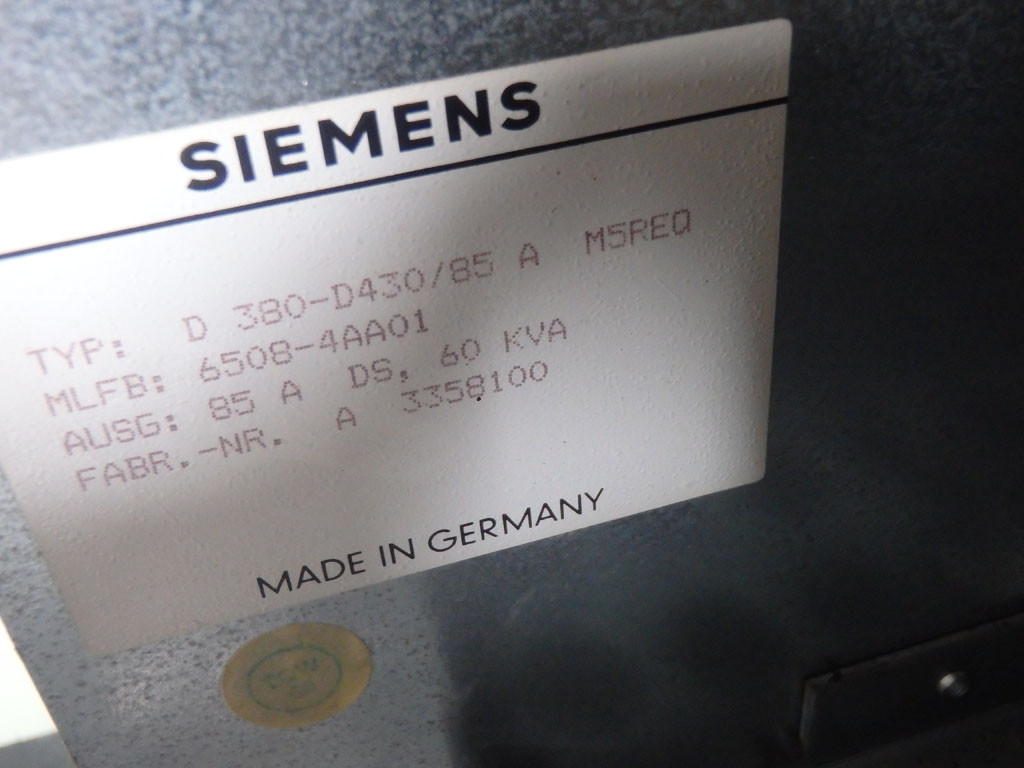 SIEMENS
TYP: D 380-D430/85 A M5REQ
MLFB: 6508-4AA01
AUSG: 85 A DS, 60 KVA
FABR.-NR. A 3358100
MADE IN GERMANY